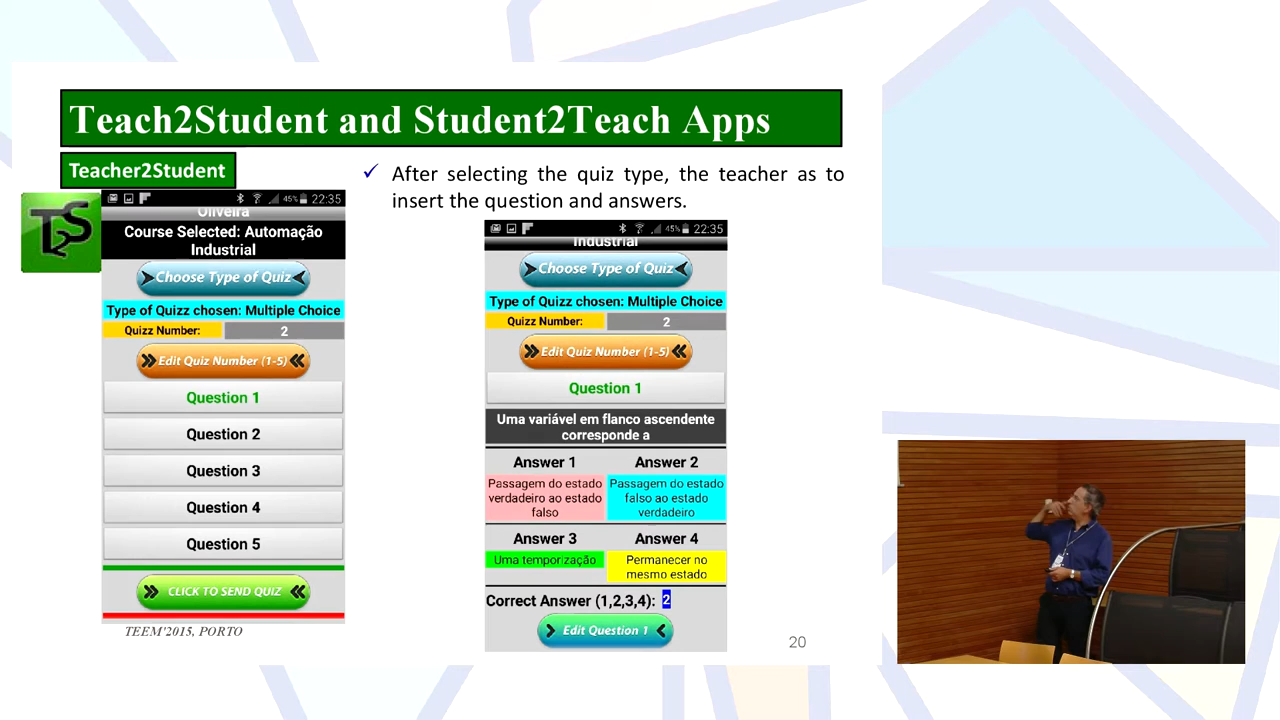 Teach2Student and Student2Teach Apps
Teacher2Student
✓ After selecting the quiz type, the teacher as to
insert the question and answers.
T2S
45% 22:35
Oliveira
Course Selected: Automação
Industrial
Choose Type of Quiz
Type of Quizz chosen: Multiple Choice
Quizz Number: 2
Edit Quiz Number (1-5)
Question 1
Question 2
Question 3
Question 4
Question 5
CLICK TO SEND QUIZ
45% 22:35
Industrial
Choose Type of Quiz
Type of Quizz chosen: Multiple Choice
Quizz Number: 2
Edit Quiz Number (1-5)
Question 1
Uma variável em flanco ascendente
corresponde a
Answer 1 Answer 2
Passagem do estado
verdadeiro ao estado
falso
Passagem do estado
falso ao estado
verdadeiro
Answer 3 Answer 4
Uma temporização
Permanecer no
mesmo estado
Correct Answer (1,2,3,4): 2
Edit Question 1
TEEM'2015, PORTO
20